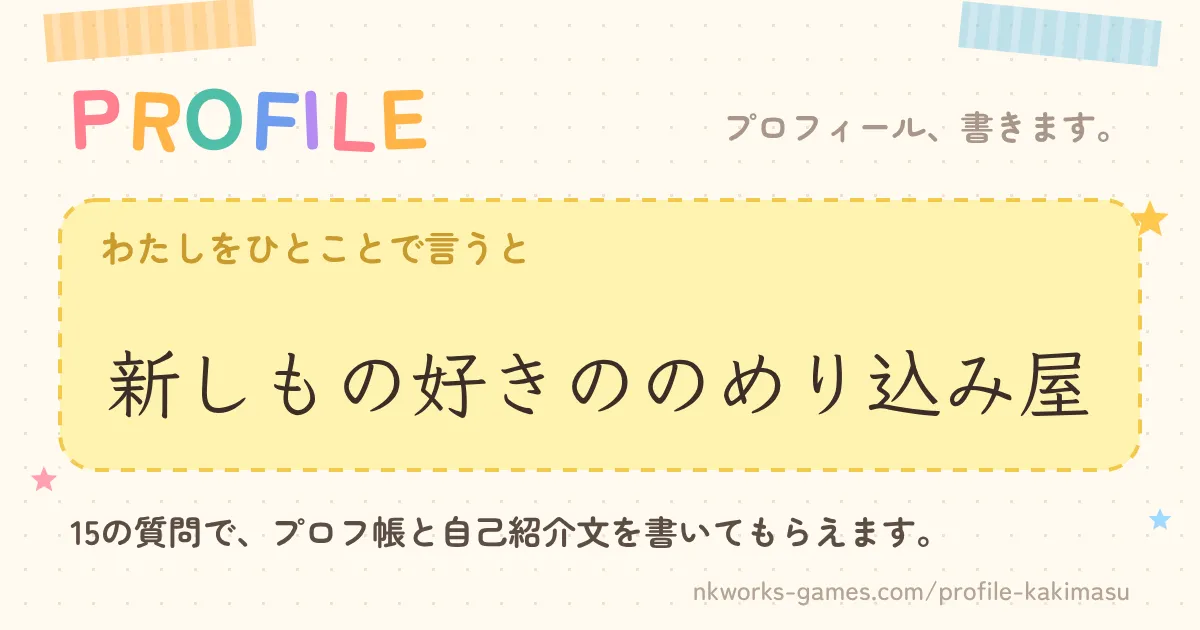 PROFILE
プロフィール、書きます。
わたしをひとことで言うと
新しもの好きののめり込み屋
15の質問で、プロフ帳と自己紹介文を書いてもらえます。
nkworks-games.com/profile-kakimasu